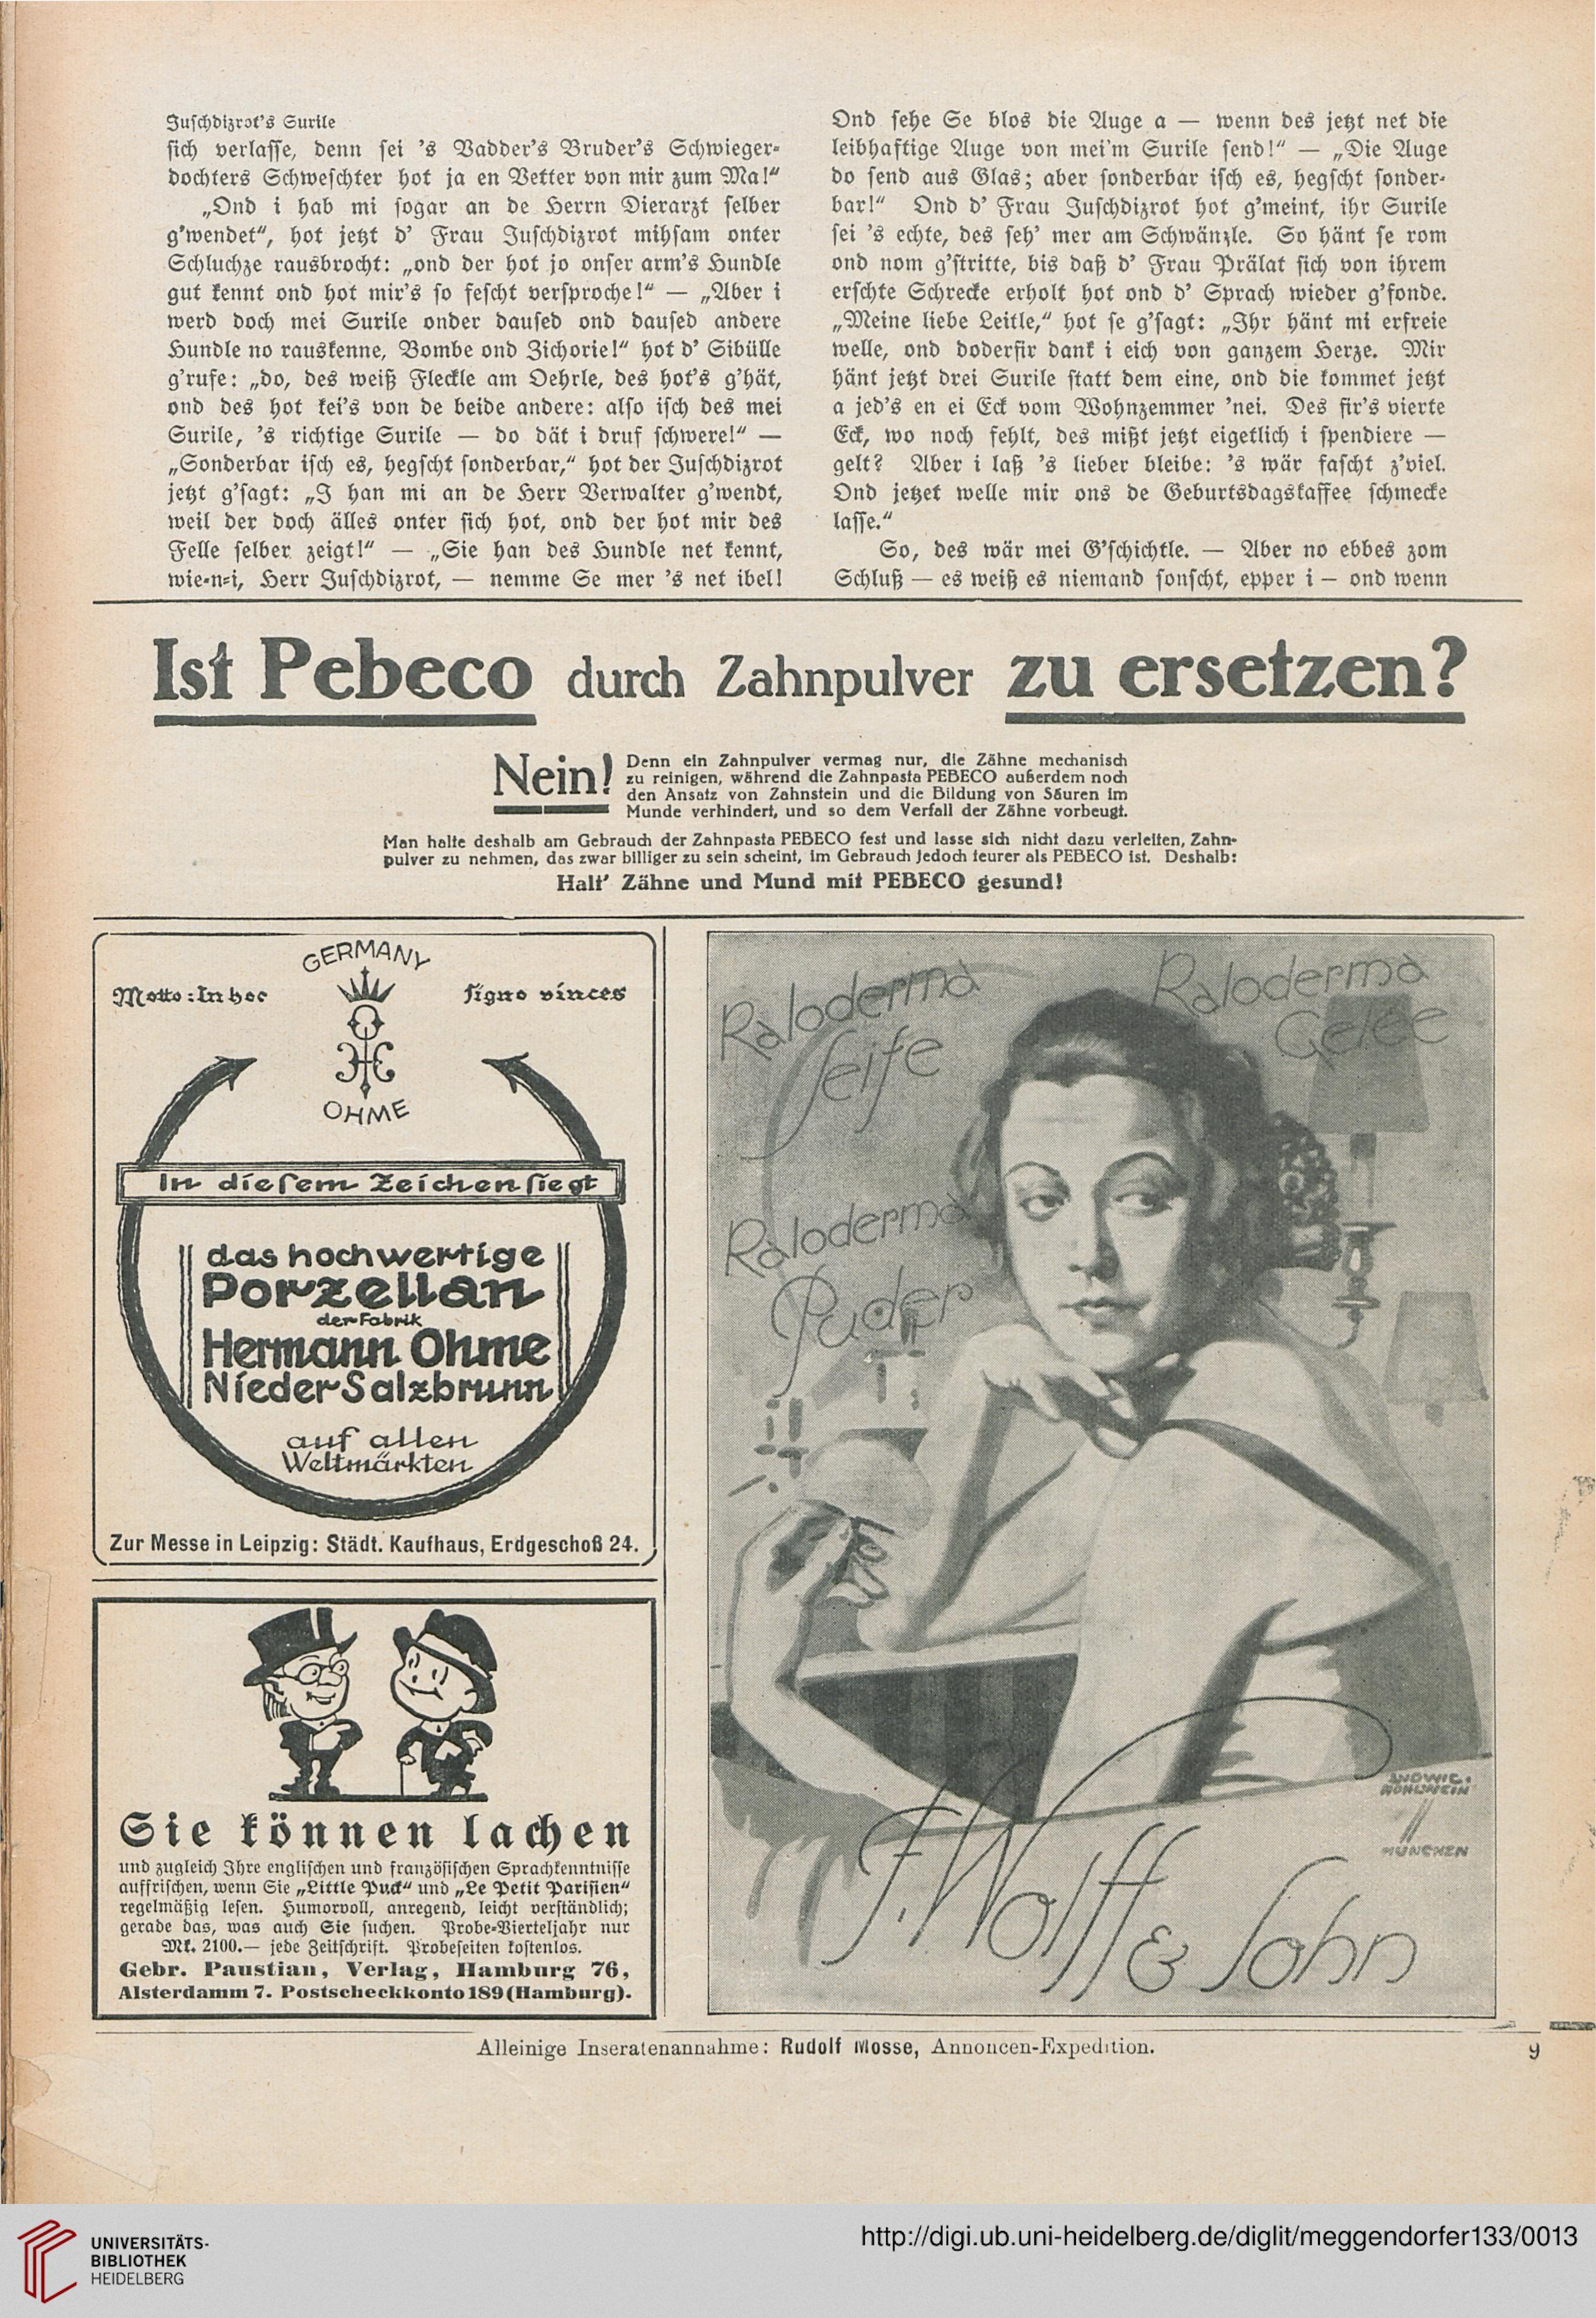 Juschdizrot's Surile
sich verlasse, denn sei 's Vadder's Bruder's Schwieger-
dochters Schweschter hot ja en Vetter von mir zum Ma!"
„Ond i hab mi sogar an de Herrn Dierarzt selber
g'wendet", hot jetzt d' Frau Juschdizrot mihsam onter
Schluchze rausbrocht: „ond der hot jo onser arm's Hundle
gut kennt ond hot mir's so fescht versproche!" — „Aber i
werd doch mei Surile onder dausend ond dausend andere
Hundle no rauskenne, Bombe ond Zichorie!" hot d' Sibülle
g'rufe: „do, des weiß Fleckle am Oehrle, des hot's g'hät,
ond des hot kei's von de beide andere: also isch des mei
Surile, 's richtige Surile — do dät i druf schwere!" —
„Sonderbar isch es, hegscht sonderbar," hot der Juschdizrot
jetzt g'sagt: „I han mi an de Herr Verwalter g'wendt,
weil der doch älles onter sich hot, ond der hot mir des
Felle selber zeigt!" — „Sie han des Hundle net kennt,
wie-n-i, Herr Juschdizrot, — nemme Se mer 's net ibel!
Ond sehe Se blos die Auge a — wenn des jetzt net die
leibhaftige Auge von mei'm Surile send!" — „Die Auge
do send aus Glas; aber sonderbar isch es, hegscht sonder-
bar!" Ond d' Frau Juschdizrot hot g'meint, ihr Surile
sei 's echte, des seh' mer am Schwänzle. So hänt se rom
ond nom g'stritte, bis daß d' Frau Prälat sich von ihrem
erschte Schrecke erholt hot ond d' Sprach wieder g'fonde.
„Meine liebe Leitle," hot se g'sagt: „Ihr hänt mi erfreie
welle, ond doderfir dank i eich von ganzem Herze. Mir
hänt jetzt drei Surile statt dem eine, ond die kommet jetzt
a jed's en ei Eck vom Wohnzemmer 'nei. Des fir's vierte
Eck, wo noch fehlt, des mißt jetzt eigetlich i spendiere —
gelt? Aber i laß 's lieber bleibe: 's wär fascht z'viel.
Ond jetzet welle mir ons de Geburtsdagskaffee schmecke
lasse."
So, des wär mei G'schichtle. — Aber no ebbes zom
Schluß — es weiß es niemand sonscht, epper i — ond wenn
Ist Pebeco durch Zahnpulver zu ersetzen?
Nein! Denn ein Zahnpulver vermag nur, die Zähne mechanisch
zu reinigen, während die Zahnpasta PEBECO außerdem noch
den Ansatz von Zahnstein und die Bildung von Säuren im
Munde verhindert, und so dem Verfall der Zähne vorbeugt.
Man halte deshalb am Gebrauch der Zahnpasta PEBECO fest und lasse sich nicht dazu verleiten, Zahn-
pulver zu nehmen, das zwar billiger zu sein scheint, im Gebrauch jedoch teurer als PEBECO ist. Deshalb:
Halt' Zähne und Mund mit PEBECO gesund!
GERMANY
Motto: In hoc signo vinces
OHME
In diesem Zeichen siegt
das hochwertige
Porzellan
der Fabrik
Hermann Ohme
Nieder Salzbrunn
auf allen
Weltmärkten
Zur Messe in Leipzig: Städt. Kaufhaus, Erdgeschoß 24.
Sie können lachen
und zugleich Ihre englischen und französischen Sprachkenntnisse
auffrischen, wenn Sie „Little Puck" und „Le Petit Parisien"
regelmäßig lesen. Humorvoll, anregend, leicht verständlich;
gerade das, was auch Sie suchen. Probe-Vierteljahr nur
Mk. 2100.— jede Zeitschrift. Probeseiten kostenlos.
Gebr. Paustian, Verlag, Hamburg 76,
Alsterdamm 7. Postscheckkonto 189 (Hamburg).
Kaloderma
Seife
Kaloderma
Gelée
Kaloderma
Puder
LUDWIG
HOHLWEIN
MÜNCHEN
F. Wolff & Sohn
Alleinige Inseratenannahme: Rudolf Mosse, Annoncen-Expedition.
9
UNIVERSITÄTS-
BIBLIOTHEK
HEIDELBERG
http://digi.ub.uni-heidelberg.de/diglit/meggendorfer133/0013